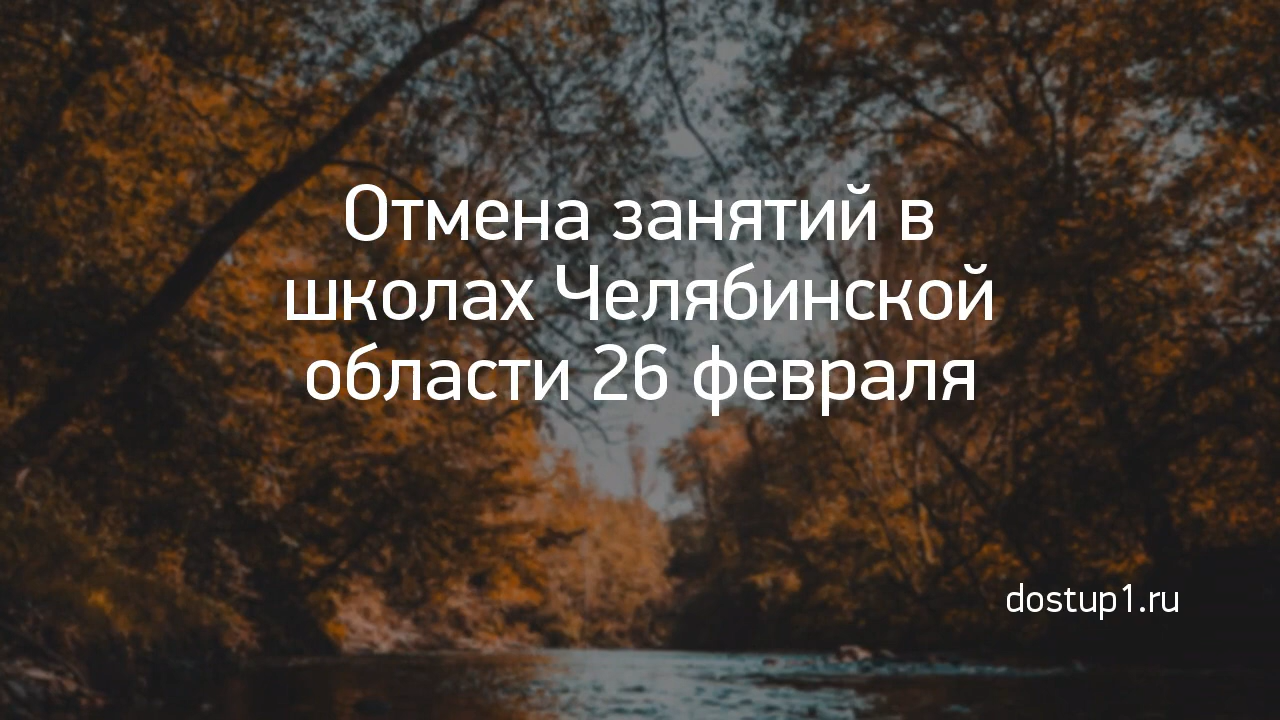 Отмена занятий в
школах Челябинской
области 26 февраля
dostup1.ru